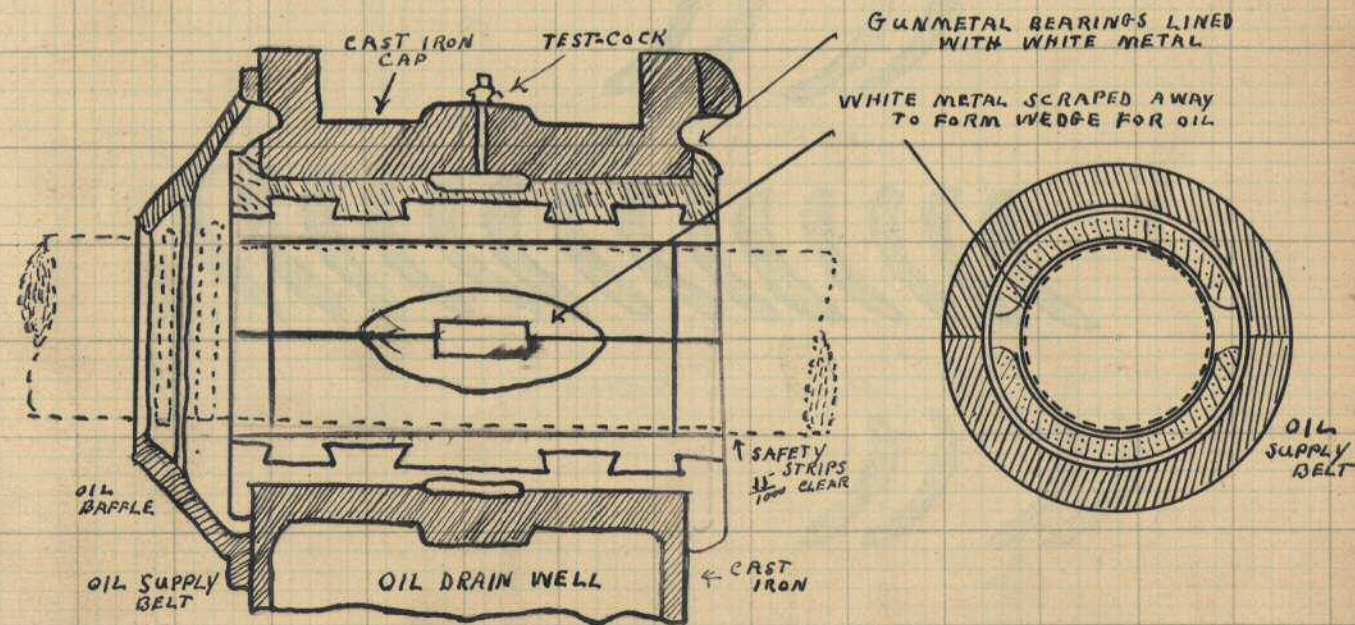 GUNMETAL BEARINGS LINED
WITH WHITE METAL
CAST IRON
CAP
TEST-COCK
WHITE METAL SCRAPED AWAY
TO FORM WEDGE FOR OIL
OIL
BAFFLE
SAFETY
STRIPS
11/1000 CLEAR
OIL
SUPPLY
BELT
OIL SUPPLY
BELT
OIL DRAIN WELL
CAST
IRON